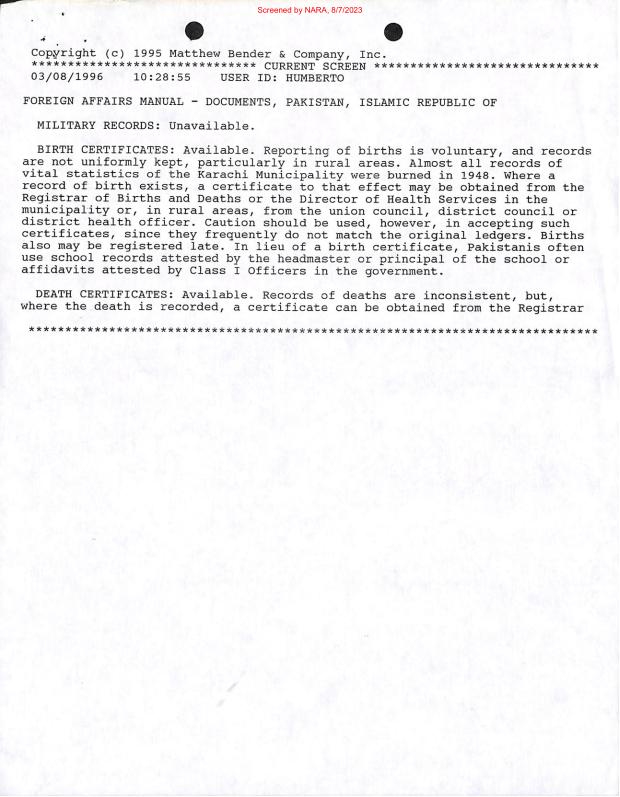 Screened by NARA, 8/7/2023
Copyright (c) 1995 Matthew Bender & Company, Inc.
******************************* CURRENT SCREEN *******************************
03/08/1996 10:28:55 USER ID: HUMBERTO
FOREIGN AFFAIRS MANUAL - DOCUMENTS, PAKISTAN, ISLAMIC REPUBLIC OF
MILITARY RECORDS: Unavailable.
BIRTH CERTIFICATES: Available. Reporting of births is voluntary, and records
are not uniformly kept, particularly in rural areas. Almost all records of
vital statistics of the Karachi Municipality were burned in 1948. Where a
record of birth exists, a certificate to that effect may be obtained from the
Registrar of Births and Deaths or the Director of Health Services in the
municipality or, in rural areas, from the union council, district council or
district health officer. Caution should be used, however, in accepting such
certificates, since they frequently do not match the original ledgers. Births
also may be registered late. In lieu of a birth certificate, Pakistanis often
use school records attested by the headmaster or principal of the school or
affidavits attested by Class I Officers in the government.
DEATH CERTIFICATES: Available. Records of deaths are inconsistent, but,
where the death is recorded, a certificate can be obtained from the Registrar
******************************************************************************